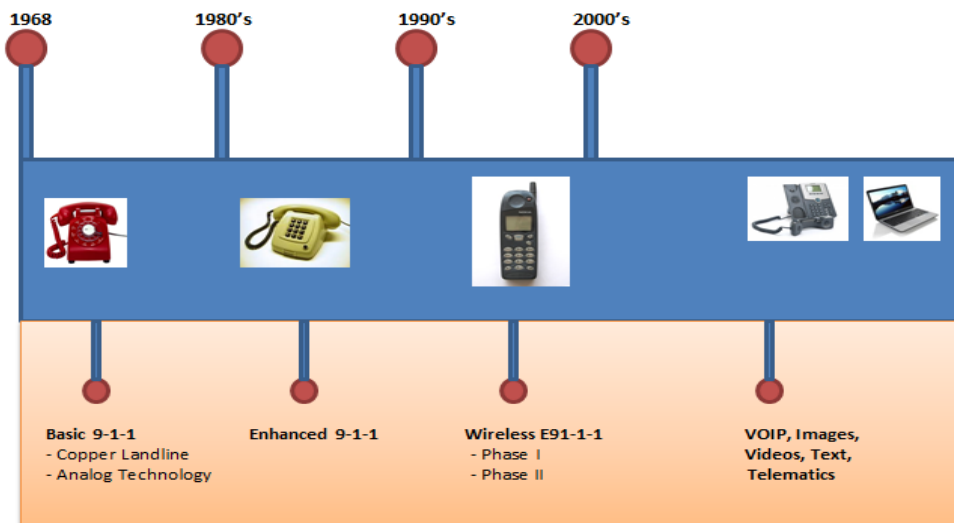 1968
1980's
1990's
2000's
Basic 9-1-1
- Copper Landline
- Analog Technology
Enhanced 9-1-1
Wireless E91-1-1
- Phase I
- Phase II
VOIP, Images,
Videos, Text,
Telematics